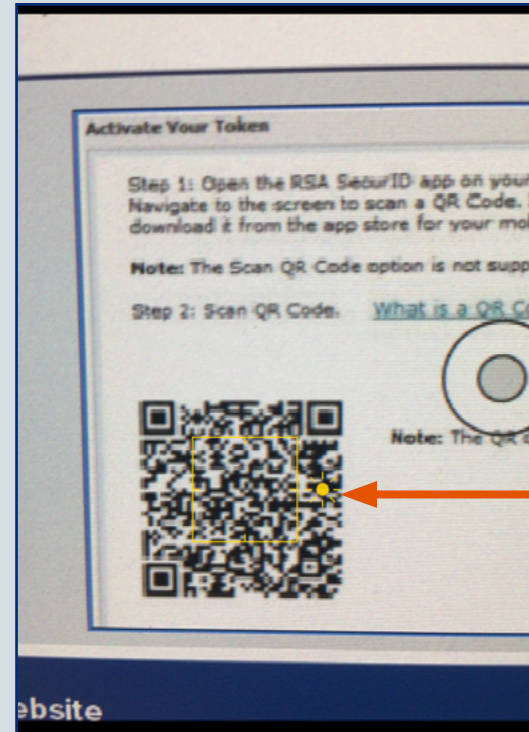 Activate Your Token
Step 1: Open the RSA SecurID app on your
Navigate to the screen to scan a QR Code.
download it from the app store for your mo
Note: The Scan QR Code option is not supp
Step 2: Scan QR Code. What is a QR Co
Note: The QR
ebsite